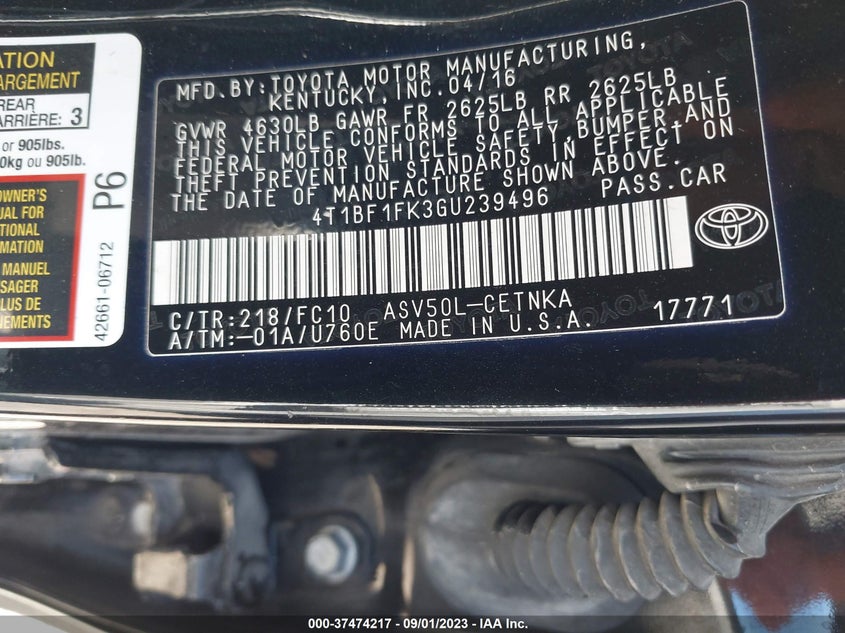 ATION
ARGEMENT
REAR
ARRIÈRE: 3
or 905lbs.
0kg ou 905lb.
OWNER'S
UAL FOR
TIONAL
RMATION
MANUEL
SAGER
PLUS DE
NEMENTS
P6
42661-06712
MFD. BY: TOYOTA MOTOR MANUFACTURING,
KENTUCKY, INC. 04/16
GVWR 4630LB GAWR FR 2625LB RR 2625LB
THIS VEHICLE CONFORMS TO ALL APPLICABLE
FEDERAL MOTOR VEHICLE SAFETY, BUMPER, AND
THEFT PREVENTION STANDARDS IN EFFECT ON
THE DATE OF MANUFACTURE SHOWN ABOVE.
4T1BF1FK3GU239496 PASS. CAR
C/TR: 218/FC10 ASV50L-CETNKA 17771
A/TM: -01A/U760E MADE IN U.S.A.
000-37474217 - 09/01/2023 - IAA Inc.